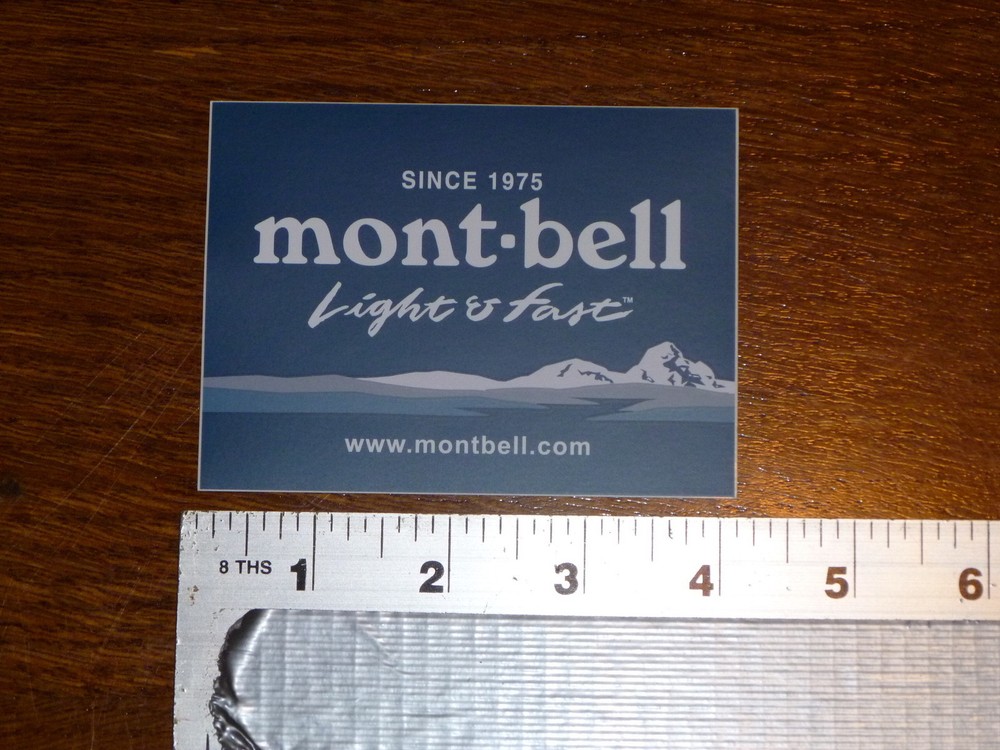 SINCE 1975
mont·bell
Light & Fast™
www.montbell.com
8 THS 1 2 3 4 5 6